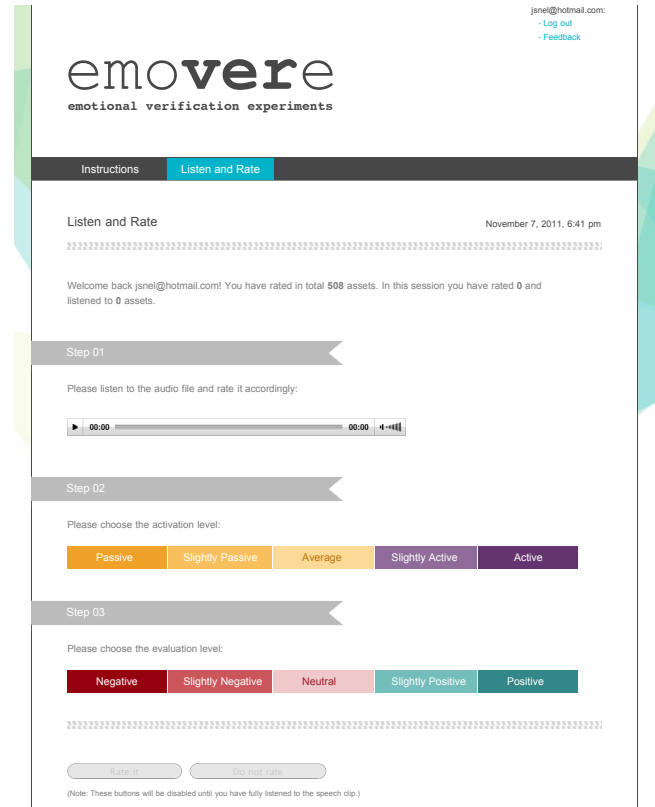 jsnel@hotmail.com:
- Log out
- Feedback
emovere
emotional verification experiments
Instructions
Listen and Rate
Listen and Rate
November 7, 2011, 6:41 pm
Welcome back jsnel@hotmail.com! You have rated in total 508 assets. In this session you have rated 0 and
listened to 0 assets.
Step 01
Please listen to the audio file and rate it accordingly:
00:00 00:00
Step 02
Please choose the activation level:
Passive Slightly Passive Average Slightly Active Active
Step 03
Please choose the evaluation level:
Negative Slightly Negative Neutral Slightly Positive Positive
Rate It Do not rate
(Note: These buttons will be disabled until you have fully listened to the speech clip.)